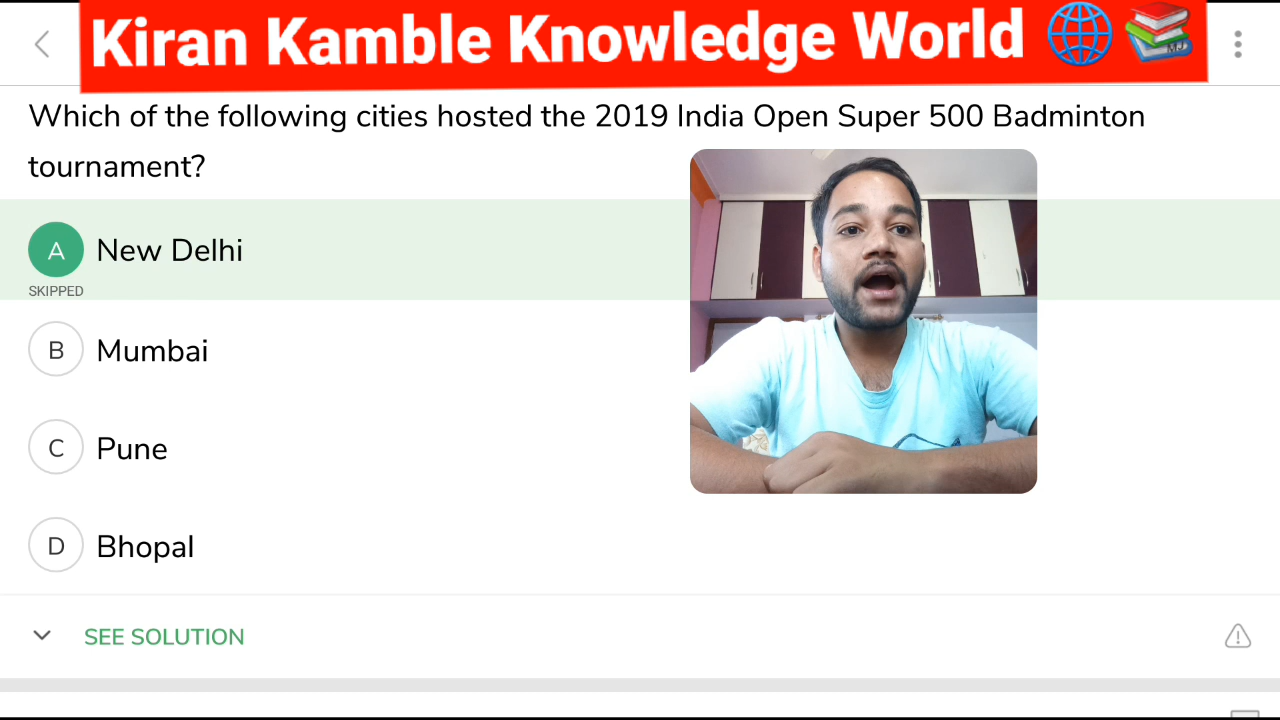 Kiran Kamble Knowledge World
MJ
Which of the following cities hosted the 2019 India Open Super 500 Badminton
tournament?
A New Delhi
SKIPPED
B Mumbai
C Pune
D Bhopal
SEE SOLUTION